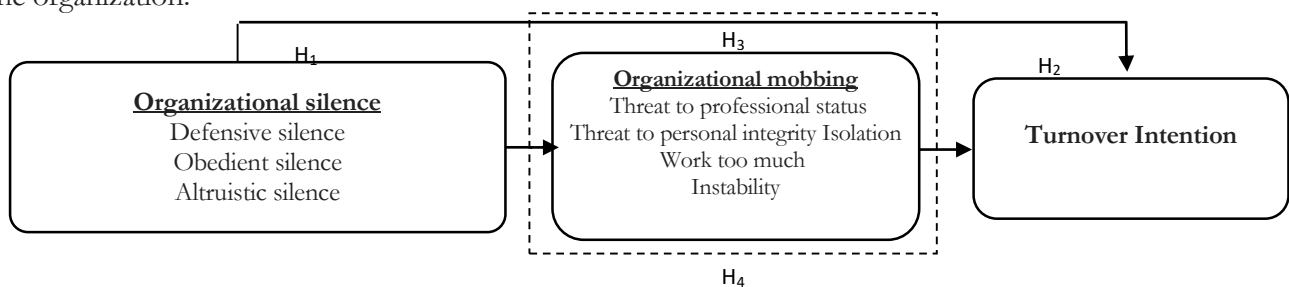 ne organization.
H₃
H₁
H₂
Organizational silence
Defensive silence
Obedient silence
Altruistic silence
Organizational mobbing
Threat to professional status
Threat to personal integrity Isolation
Work too much
Instability
Turnover Intention
H₄